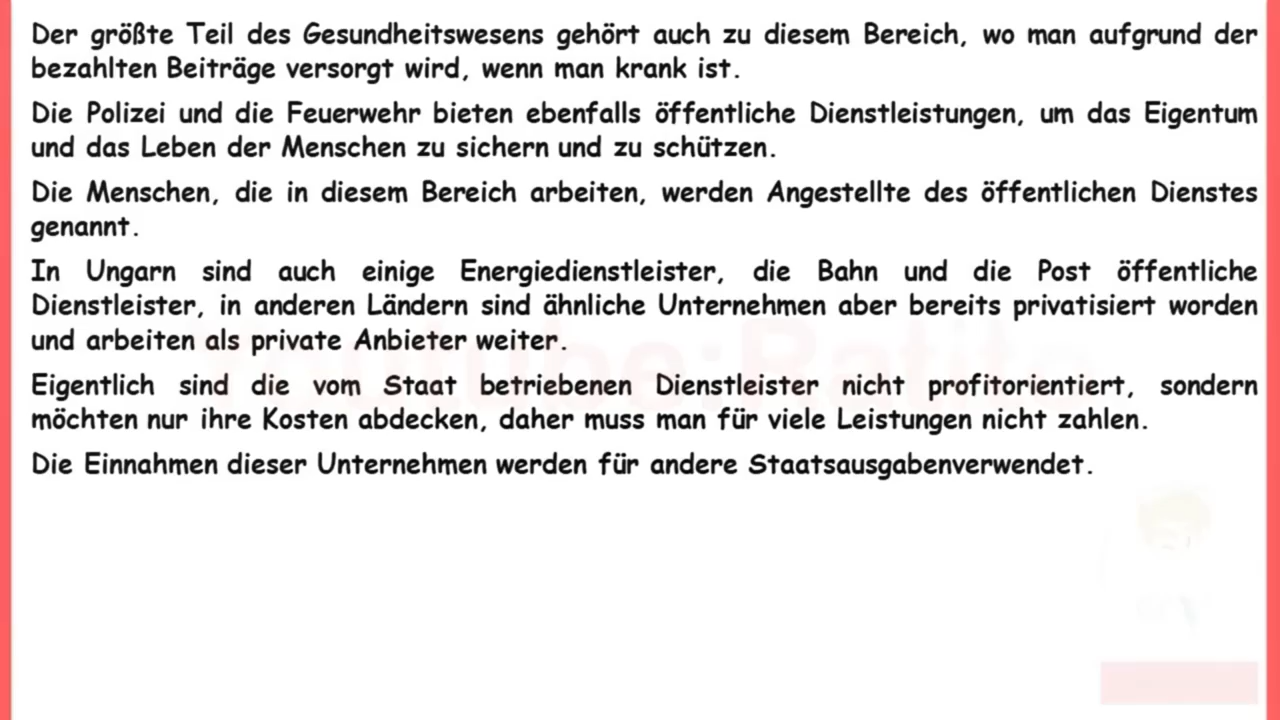 Der größte Teil des Gesundheitswesens gehört auch zu diesem Bereich, wo man aufgrund der
bezahlten Beiträge versorgt wird, wenn man krank ist.
Die Polizei und die Feuerwehr bieten ebenfalls öffentliche Dienstleistungen, um das Eigentum
und das Leben der Menschen zu sichern und zu schützen.
Die Menschen, die in diesem Bereich arbeiten, werden Angestellte des öffentlichen Dienstes
genannt.
In Ungarn sind auch einige Energiedienstleister, die Bahn und die Post öffentliche
Dienstleister, in anderen Ländern sind ähnliche Unternehmen aber bereits privatisiert worden
und arbeiten als private Anbieter weiter.
Eigentlich sind die vom Staat betriebenen Dienstleister nicht profitorientiert, sondern
möchten nur ihre Kosten abdecken, daher muss man für viele Leistungen nicht zahlen.
Die Einnahmen dieser Unternehmen werden für andere Staatsausgabenverwendet.